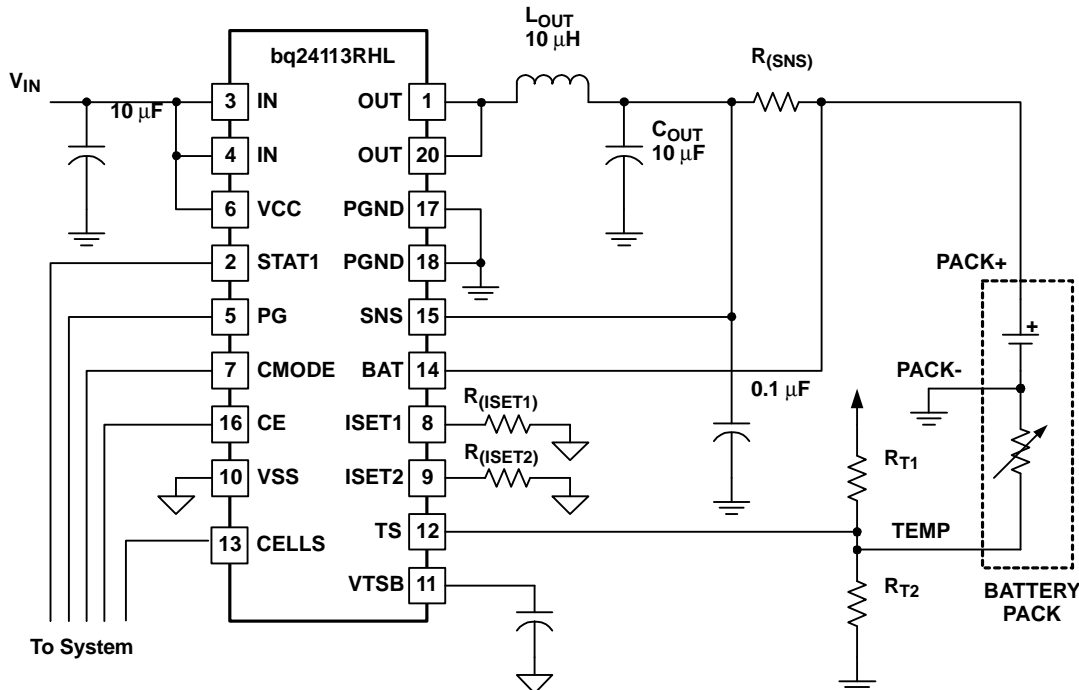 bq24113RHL
V(IN)
10 μF
3 IN
4 IN
6 VCC
2 STAT1
5 PG
7 CMODE
16 CE
10 VSS
13 CELLS
To System
OUT 1
OUT 20
PGND 17
PGND 18
SNS 15
BAT 14
ISET1 8
ISET2 9
TS 12
VTSB 11
LOUT
10 μH
R(SNS)
COUT
10 μF
R(ISET1)
R(ISET2)
0.1 μF
PACK+
+
PACK-
RT1
TEMP
RT2
BATTERY
PACK